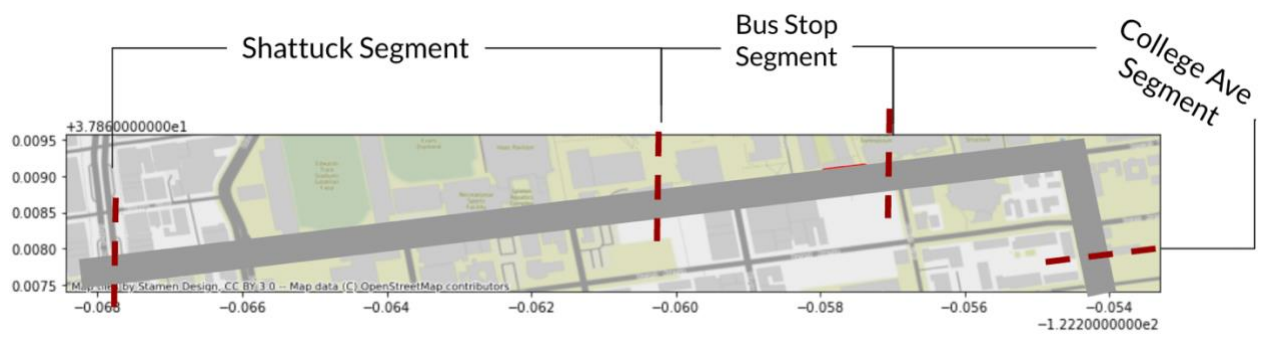 Shattuck Segment
Bus Stop
Segment
College Ave
Segment
+3.7860000000e1
0.0095
0.0090
0.0085
0.0080
0.0075
Map tiles by Stamen Design, CC BY 3.0 -- Map data (C) OpenStreetMap contributors
−0.068
−0.066
−0.064
−0.062
−0.060
−0.058
−0.056
−0.054
−1.2220000000e2